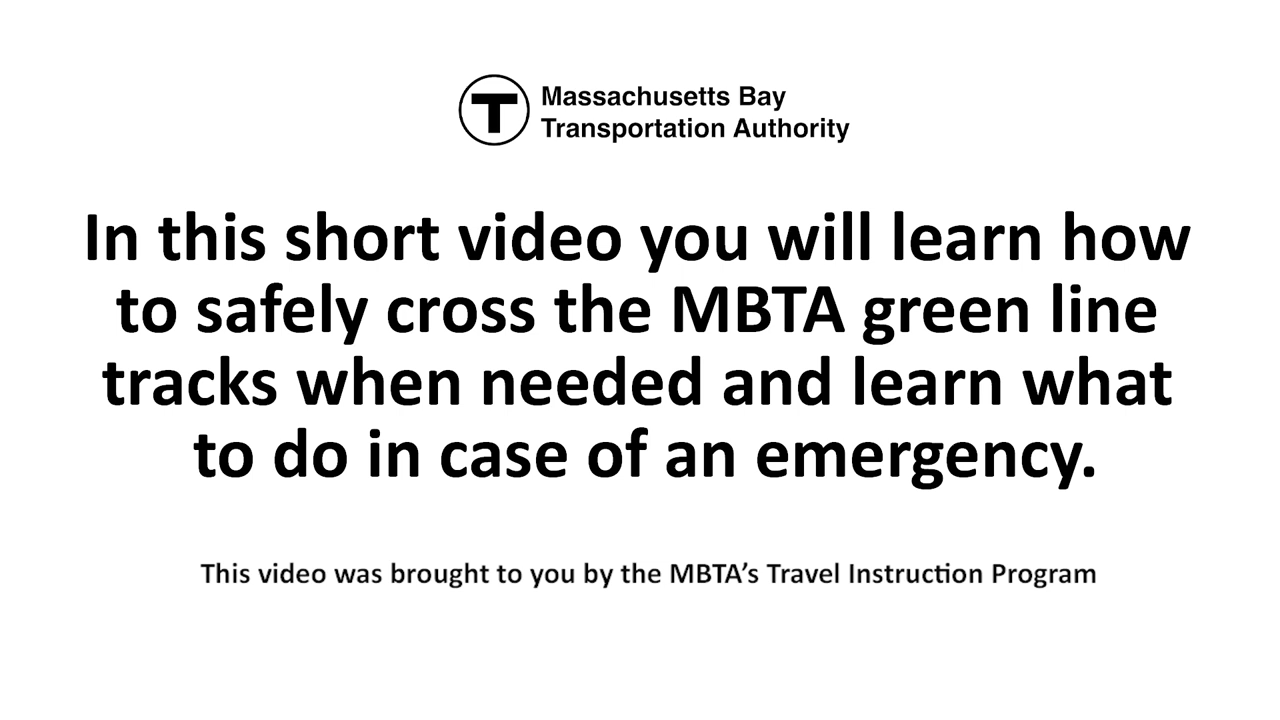 T
Massachusetts Bay
Transportation Authority
In this short video you will learn how
to safely cross the MBTA green line
tracks when needed and learn what
to do in case of an emergency.
This video was brought to you by the MBTA’s Travel Instruction Program